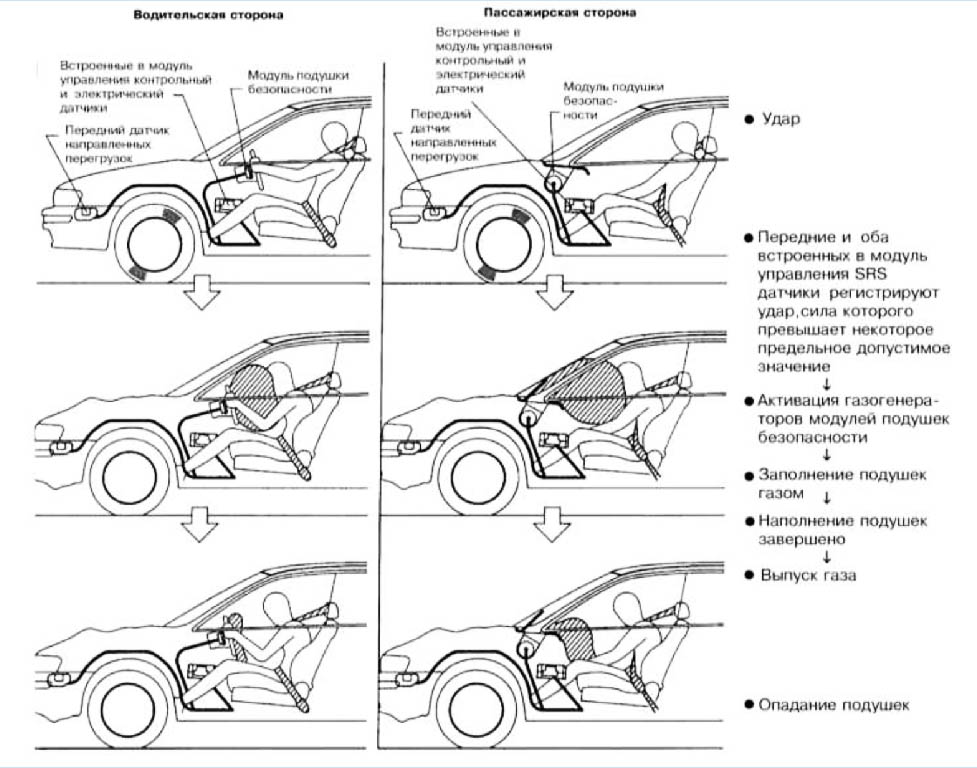 Водительская сторона
Встроенные в модуль
управления контрольный
и электрический
датчики
Модуль подушки
безопасности
Передний датчик
направленных
перегрузок
Пассажирская сторона
Встроенные в
модуль управления
контрольный и
электрический
датчики
Модуль подушки
безопас-
ности
Передний
датчик
направленных
перегрузок
● Удар
● Передние и оба
встроенных в модуль
управления SRS
датчики регистрируют
удар,сила которого
превышает некоторое
предельное допустимое
значение
↓
● Активация газогенера-
торов модулей подушек
безопасности
↓
● Заполнение подушек
газом ↓
● Наполнение подушек
завершено
↓
● Выпуск газа
● Опадание подушек